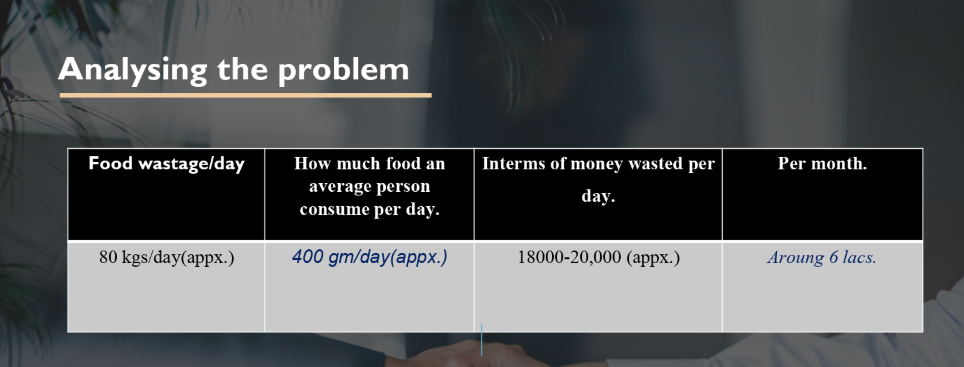 Analysing the problem
Food wastage/day
How much food an
average person
consume per day.
Interms of money wasted per
day.
Per month.
80 kgs/day(appx.)
400 gm/day(appx.)
18000-20,000 (appx.)
Aroung 6 lacs.